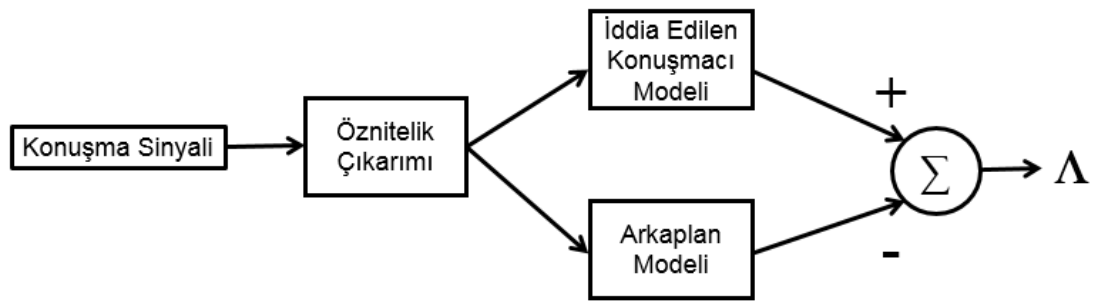 Konuşma Sinyali
Öznitelik
Çıkarımı
İddia Edilen
Konuşmacı
Modeli
Arkaplan
Modeli
+
-
∑
Λ